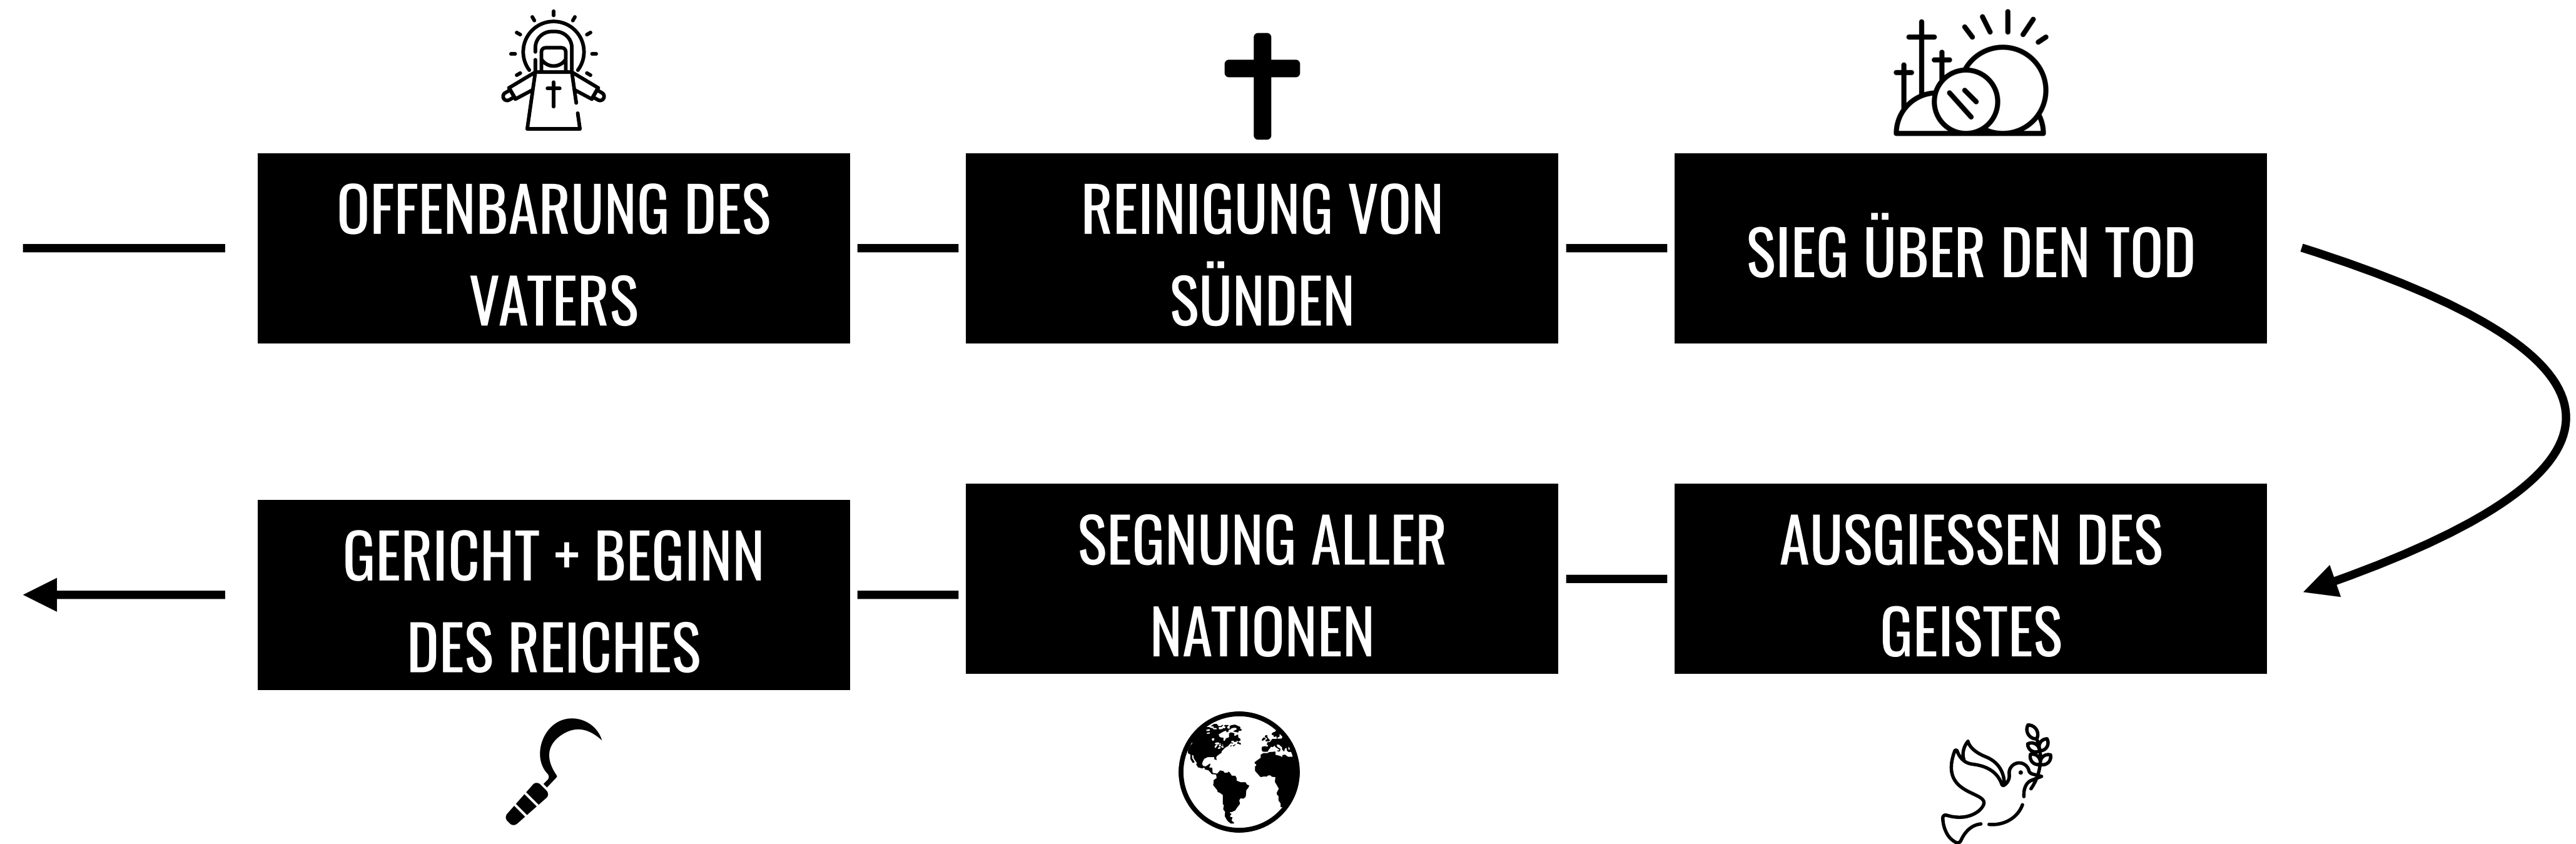 OFFENBARUNG DES
VATERS
REINIGUNG VON
SÜNDEN
SIEG ÜBER DEN TOD
AUSGIESSEN DES
GEISTES
SEGNUNG ALLER
NATIONEN
GERICHT + BEGINN
DES REICHES